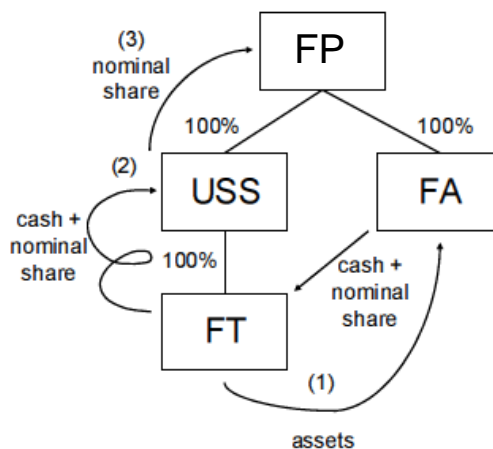 (3)
nominal
share
FP
100%
100%
(2)
USS
FA
cash +
nominal
share
100%
cash +
nominal
share
FT
(1)
assets